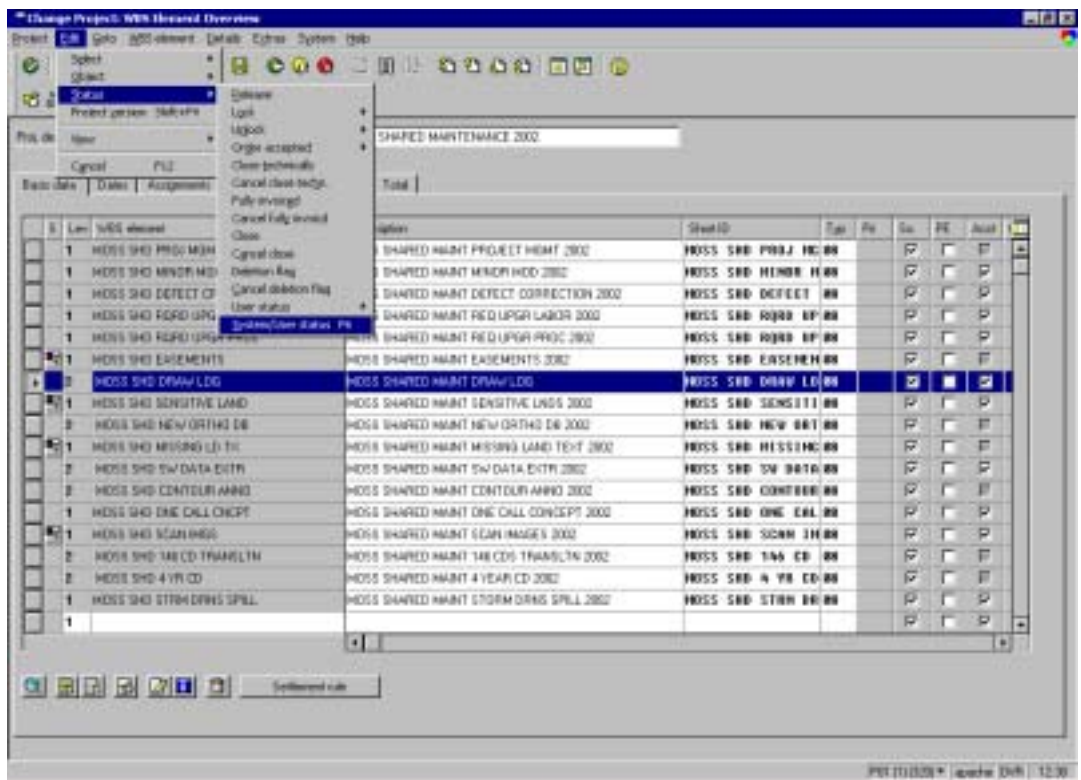 Change Project: WBS Element Overview
Project Edit Goto WBS element Details Extras System Help
Select
Object
Status
Project version Shift+F4
New
Cancel F12
Release
Lock
Unlock
Order accepted
Close technically
Cancel close techn.
Fully invoiced
Cancel fully invoicd
Close
Cancel close
Deletion flag
Cancel deletion flag
User status
System/User status F6
Proj. de
SHARED MAINTENANCE 2002
Basic data Dates Assignments Total
Lev WBS element Short ID Typ PE Acct
1 MOSS SHD PROJ MGM SHARED MAINT PROJECT MGMT 2002 MOSS SHD PROJ MG
1 MOSS SHD MINOR MO SHARED MAINT MINOR MOD 2002 MOSS SHD MINOR M
1 MOSS SHD DEFECT SHARED MAINT DEFECT CORRECTION 2002 MOSS SHD DEFECT
1 MOSS SHD RQRD UPG SHARED MAINT REQ UPGR LABOR 2002 MOSS SHD RQRD UP
1 MOSS SHD RQRD SHARED MAINT REQ UPGR PROC 2002 MOSS SHD RQRD UP
1 MOSS SHD EASEMENTS SHARED MAINT EASEMENTS 2002 MOSS SHD EASEMEN
2 MOSS SHD DRAW LDG MOSS SHARED MAINT DRAW LDG MOSS SHD DRAW LD
1 MOSS SHD SENSITIVE LAND MOSS SHARED MAINT SENSITIVE LNDS 2002 MOSS SHD SENSITI
2 MOSS SHD NEW ORTHO DB MOSS SHARED MAINT NEW ORTHO DB 2002 MOSS SHD NEW ORT
1 MOSS SHD MISSING LD TX MOSS SHARED MAINT MISSING LAND TEXT 2002 MOSS SHD MISSING
2 MOSS SHD SW DATA EXTR MOSS SHARED MAINT SW DATA EXTR 2002 MOSS SHD SW DATA
2 MOSS SHD CONTOUR ANNO MOSS SHARED MAINT CONTOUR ANNO 2002 MOSS SHD CONTOUR
1 MOSS SHD ONE CALL CNCPT MOSS SHARED MAINT ONE CALL CONCEPT 2002 MOSS SHD ONE CAL
1 MOSS SHD SCAN IMGS MOSS SHARED MAINT SCAN IMAGES 2002 MOSS SHD SCAN IM
2 MOSS SHD 146 CD TRANSLTN MOSS SHARED MAINT 146 CDS TRANSLTN 2002 MOSS SHD 146 CD
2 MOSS SHD 4 YR CD MOSS SHARED MAINT 4 YEAR CD 2002 MOSS SHD 4 YR CD
1 MOSS SHD STRM DRNS SPILL MOSS SHARED MAINT STORM DRNS SPILL 2002 MOSS SHD STRM DR
1
Settlement rule
apache OVR 12:38